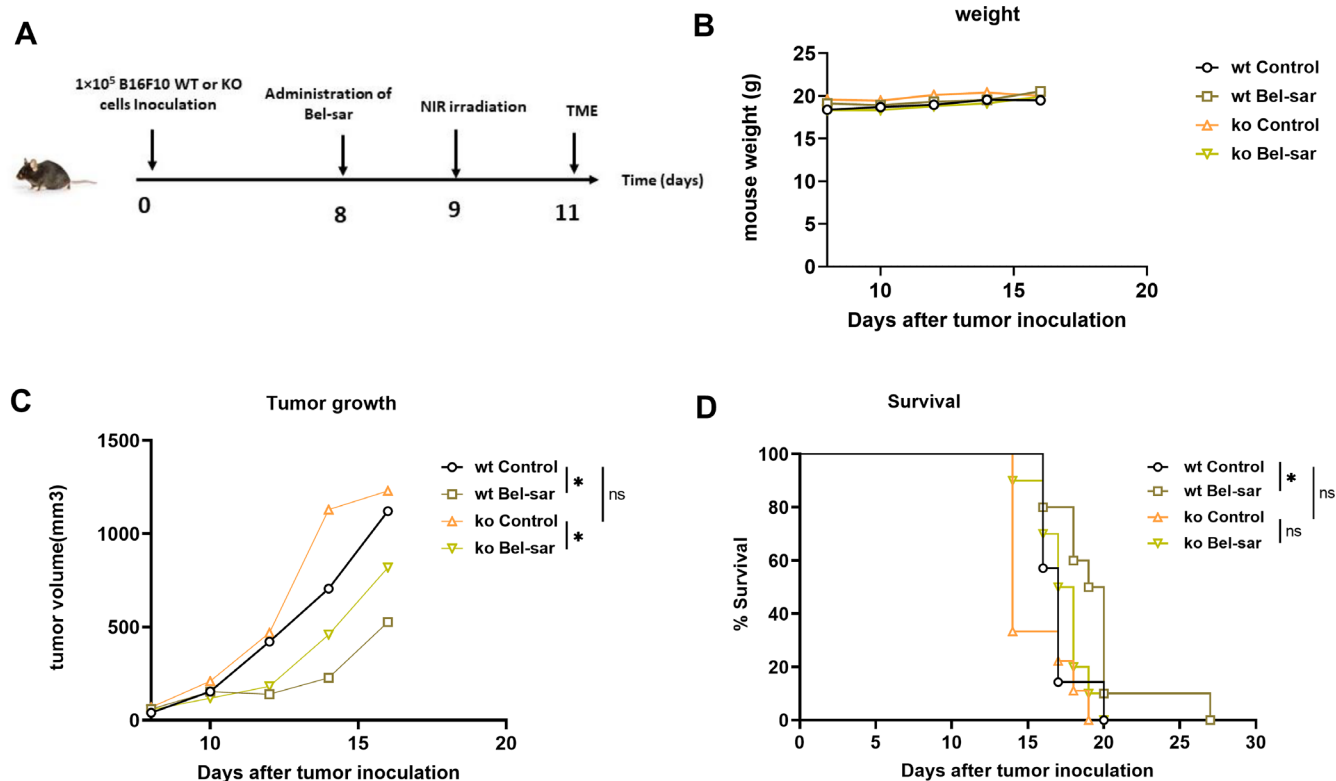 A
1×10⁵ B16F10 WT or KO
cells Inoculation
Administration of
Bel-sar
NIR irradiation
TME
Time (days)
0
8
9
11
B
weight
mouse weight (g)
25
20
15
10
5
0
10
15
20
Days after tumor inoculation
wt Control
wt Bel-sar
ko Control
ko Bel-sar
C
Tumor growth
tumor volume(mm3)
1500
1000
500
0
10
15
20
Days after tumor inoculation
wt Control
wt Bel-sar
ko Control
ko Bel-sar
*
*
ns
D
Survival
% Survival
100
80
60
40
20
0
0
5
10
15
20
25
30
Days after tumor inoculation
wt Control
wt Bel-sar
ko Control
ko Bel-sar
*
ns
ns